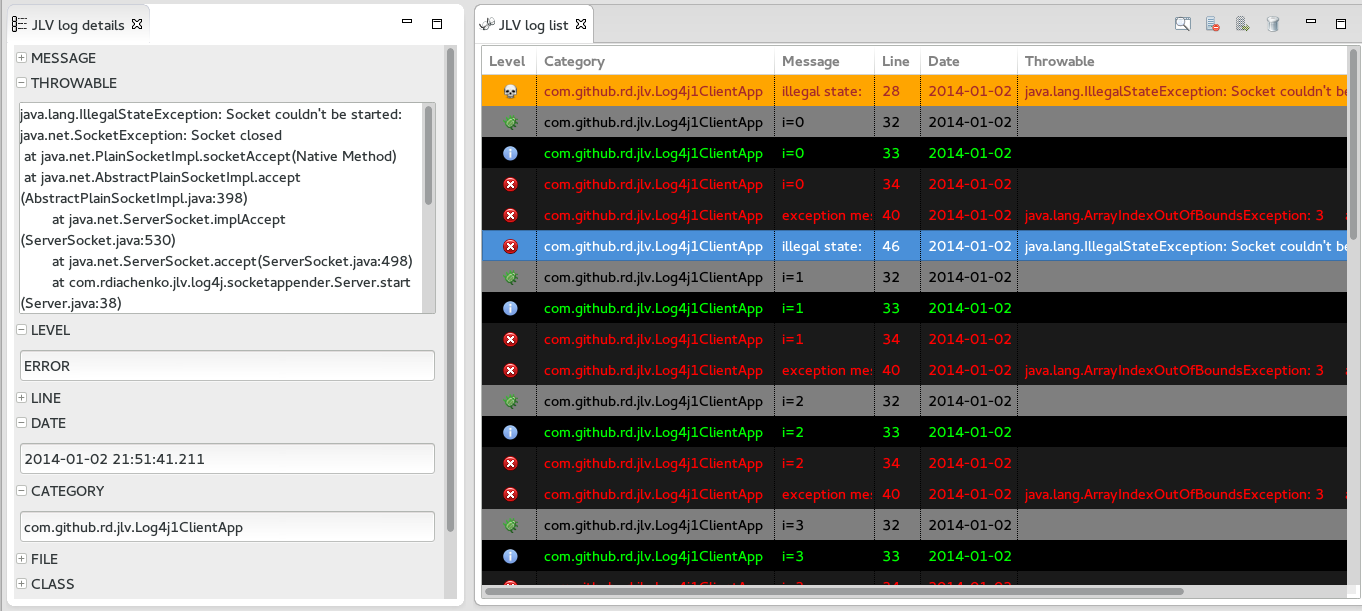 JLV log details
MESSAGE
THROWABLE
java.lang.IllegalStateException: Socket couldn't be started:
java.net.SocketException: Socket closed
at java.net.PlainSocketImpl.socketAccept(Native Method)
at java.net.AbstractPlainSocketImpl.accept
(AbstractPlainSocketImpl.java:398)
at java.net.ServerSocket.implAccept
(ServerSocket.java:530)
at java.net.ServerSocket.accept(ServerSocket.java:498)
at com.rdiachenko.jlv.log4j.socketappender.Server.start
(Server.java:38)
LEVEL
ERROR
LINE
DATE
2014-01-02 21:51:41.211
CATEGORY
com.github.rd.jlv.Log4j1ClientApp
FILE
CLASS
JLV log list
Level Category Message Line Date Throwable
com.github.rd.jlv.Log4j1ClientApp illegal state: 28 2014-01-02 java.lang.IllegalStateException: Socket couldn't be
com.github.rd.jlv.Log4j1ClientApp i=0 32 2014-01-02
com.github.rd.jlv.Log4j1ClientApp i=0 33 2014-01-02
com.github.rd.jlv.Log4j1ClientApp i=0 34 2014-01-02
com.github.rd.jlv.Log4j1ClientApp exception me 40 2014-01-02 java.lang.ArrayIndexOutOfBoundsException: 3
com.github.rd.jlv.Log4j1ClientApp illegal state: 46 2014-01-02 java.lang.IllegalStateException: Socket couldn't be
com.github.rd.jlv.Log4j1ClientApp i=1 32 2014-01-02
com.github.rd.jlv.Log4j1ClientApp i=1 33 2014-01-02
com.github.rd.jlv.Log4j1ClientApp i=1 34 2014-01-02
com.github.rd.jlv.Log4j1ClientApp exception me 40 2014-01-02 java.lang.ArrayIndexOutOfBoundsException: 3
com.github.rd.jlv.Log4j1ClientApp i=2 32 2014-01-02
com.github.rd.jlv.Log4j1ClientApp i=2 33 2014-01-02
com.github.rd.jlv.Log4j1ClientApp i=2 34 2014-01-02
com.github.rd.jlv.Log4j1ClientApp exception me 40 2014-01-02 java.lang.ArrayIndexOutOfBoundsException: 3
com.github.rd.jlv.Log4j1ClientApp i=3 32 2014-01-02
com.github.rd.jlv.Log4j1ClientApp i=3 33 2014-01-02